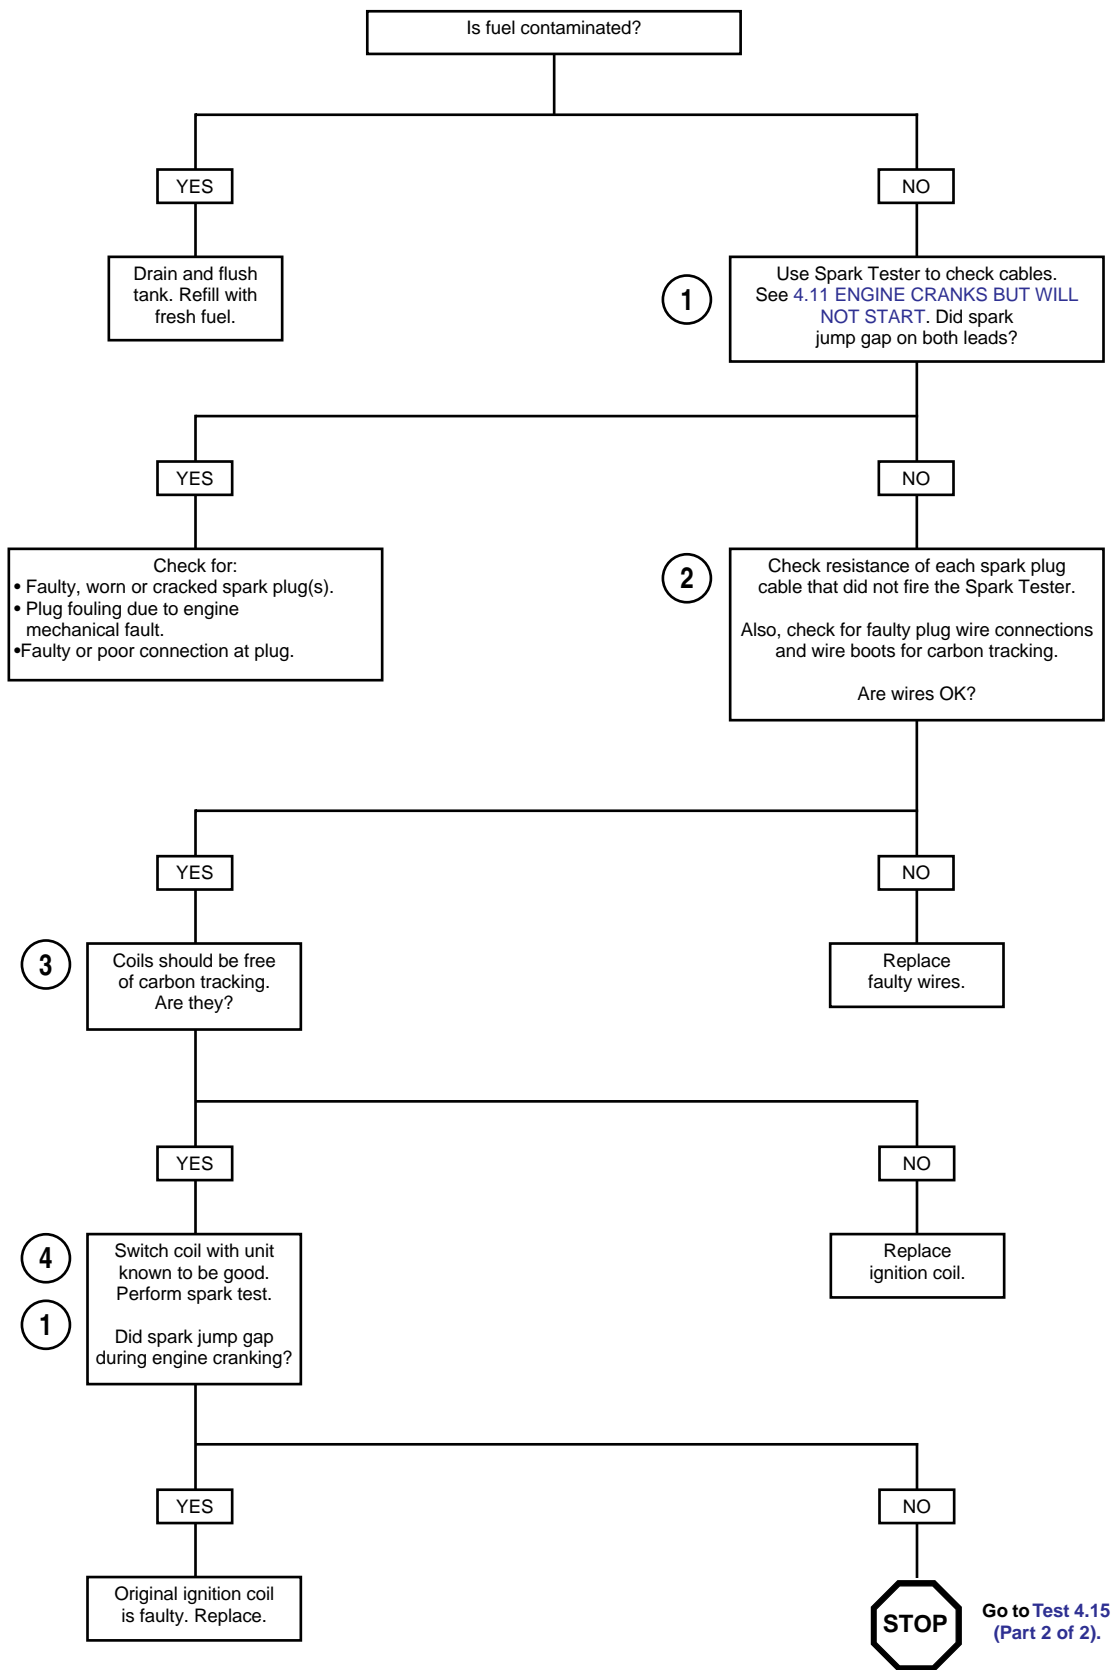 Is fuel contaminated?
YES
NO
Drain and flush
tank. Refill with
fresh fuel.
1
Use Spark Tester to check cables.
See 4.11 ENGINE CRANKS BUT WILL
NOT START. Did spark
jump gap on both leads?
YES
NO
Check for:
• Faulty, worn or cracked spark plug(s).
• Plug fouling due to engine
mechanical fault.
•Faulty or poor connection at plug.
2
Check resistance of each spark plug
cable that did not fire the Spark Tester.
Also, check for faulty plug wire connections
and wire boots for carbon tracking.
Are wires OK?
YES
NO
3
Coils should be free
of carbon tracking.
Are they?
Replace
faulty wires.
YES
NO
4
1
Switch coil with unit
known to be good.
Perform spark test.
Did spark jump gap
during engine cranking?
Replace
ignition coil.
YES
NO
Original ignition coil
is faulty. Replace.
STOP
Go to Test 4.15
(Part 2 of 2).